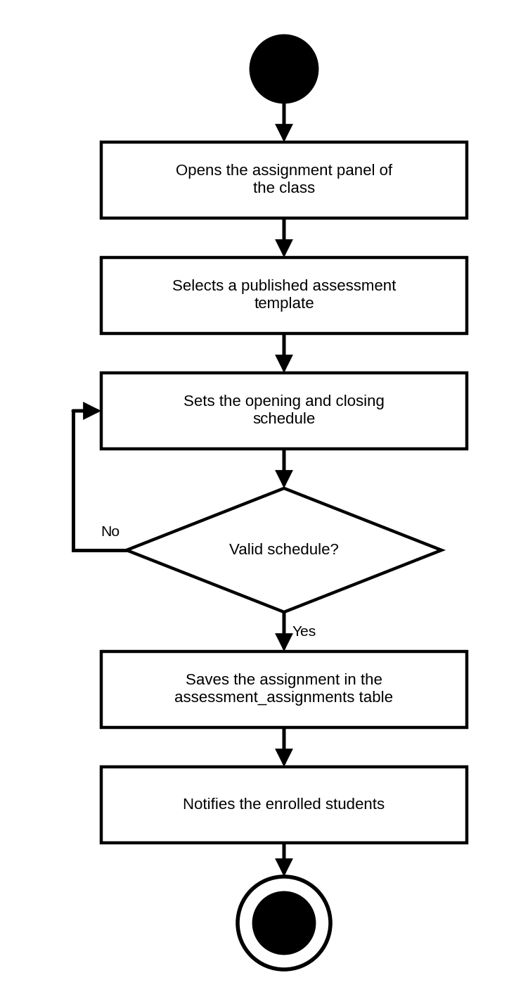 Opens the assignment panel of
the class
Selects a published assessment
template
Sets the opening and closing
schedule
No
Valid schedule?
Yes
Saves the assignment in the
assessment_assignments table
Notifies the enrolled students